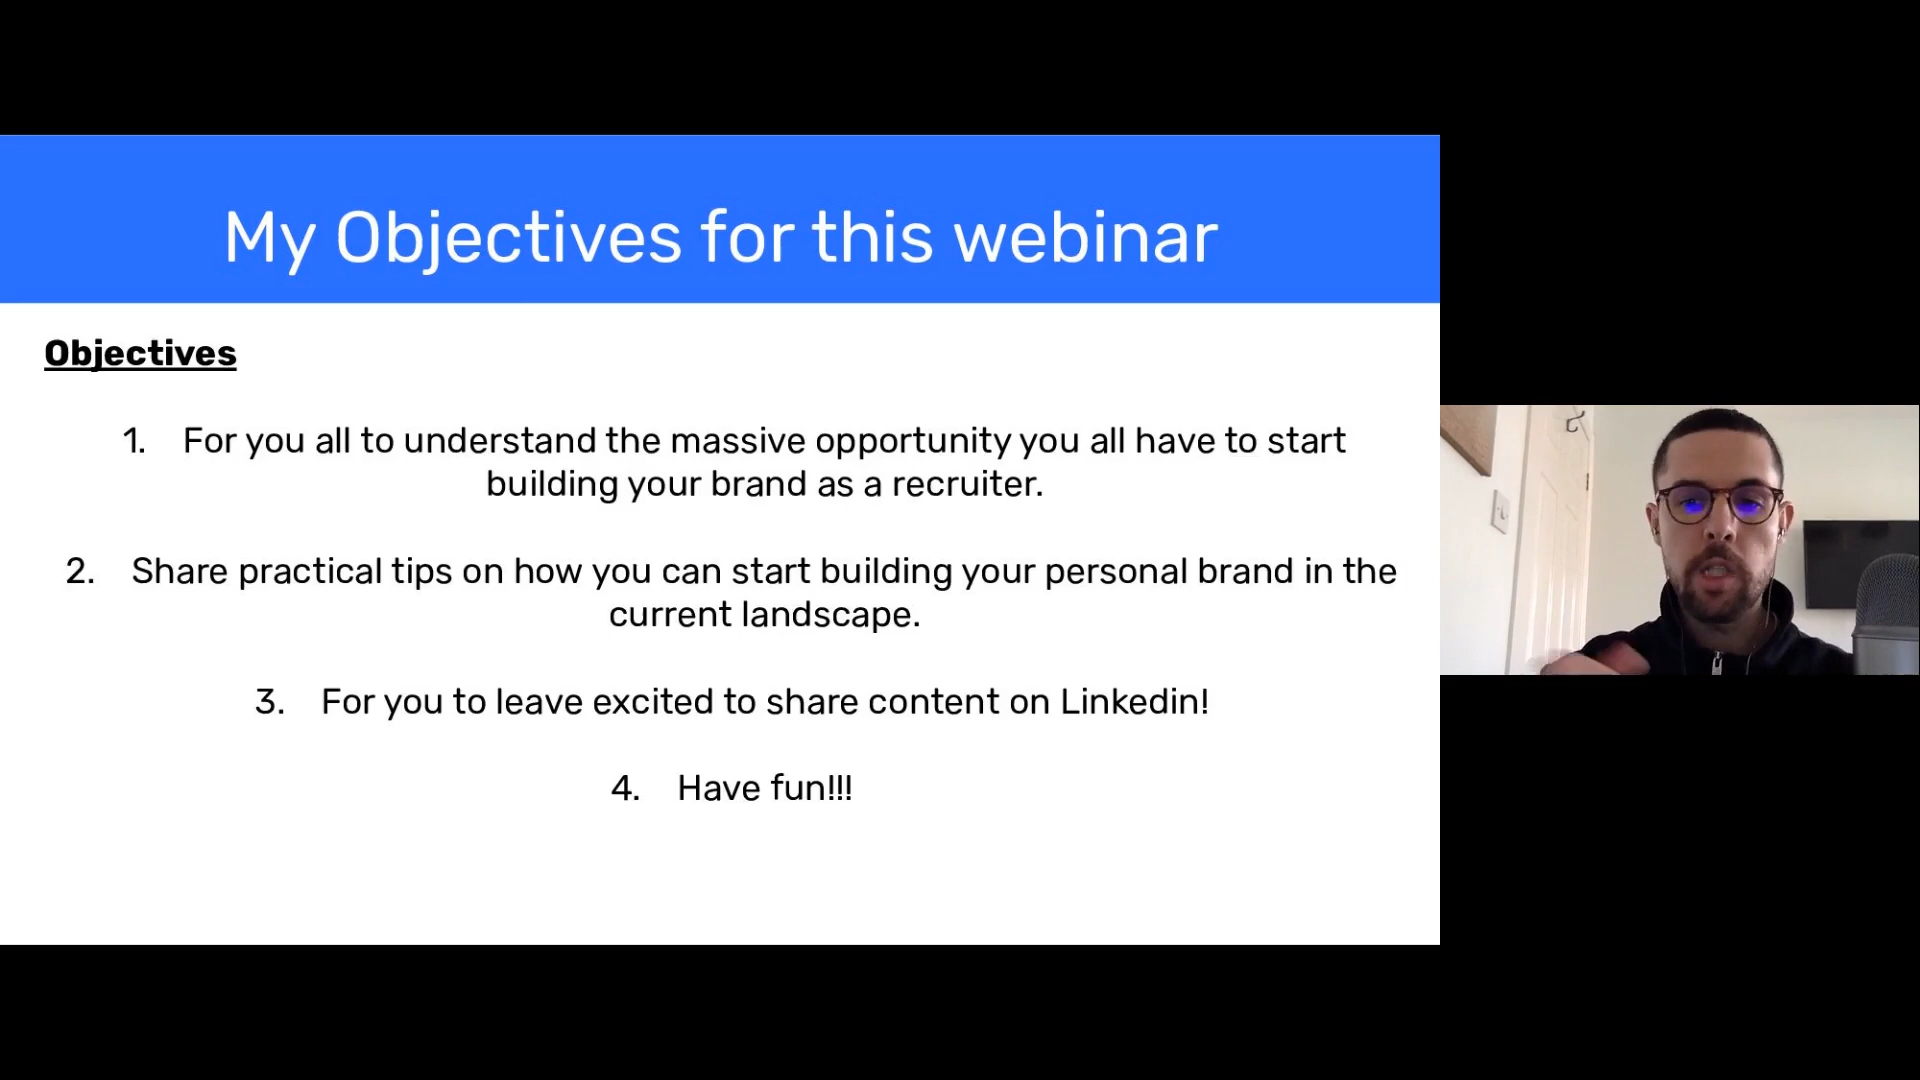 My Objectives for this webinar
Objectives
1. For you all to understand the massive opportunity you all have to start
building your brand as a recruiter.
2. Share practical tips on how you can start building your personal brand in the
current landscape.
3. For you to leave excited to share content on Linkedin!
4. Have fun!!!